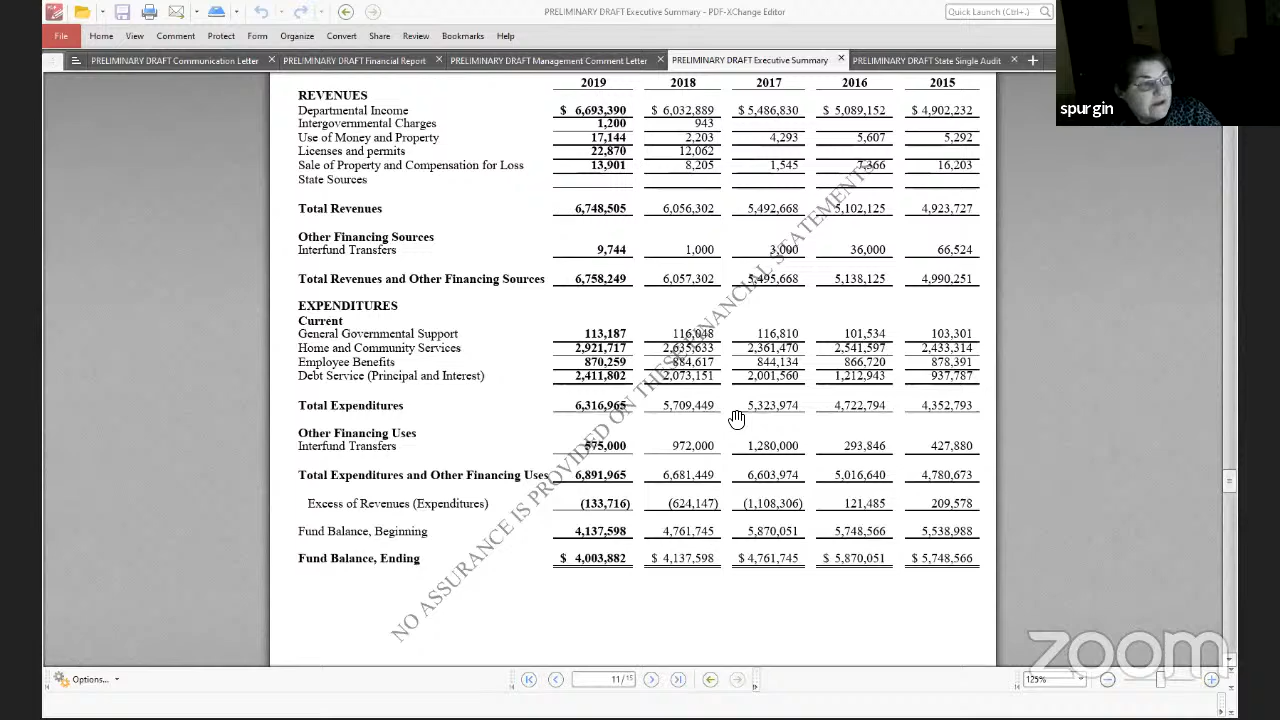 PRELIMINARY DRAFT Executive Summary - PDF-XChange Editor
Quick Launch (Ctrl+.)
File Home View Comment Protect Form Organize Convert Share Review Bookmarks Help
PRELIMINARY DRAFT Communication Letter × PRELIMINARY DRAFT Financial Report × PRELIMINARY DRAFT Management Comment Letter × PRELIMINARY DRAFT Executive Summary × PRELIMINARY DRAFT State Single Audit × +
spurgin
2019 2018 2017 2016 2015
REVENUES
Departmental Income $ 6,693,390 $ 6,032,889 $ 5,486,830 $ 5,089,152 $ 4,902,232
Intergovernmental Charges 1,200 943
Use of Money and Property 17,144 2,203 4,293 5,607 5,292
Licenses and permits 22,870 12,062
Sale of Property and Compensation for Loss 13,901 8,205 1,545 7,366 16,203
State Sources
Total Revenues 6,748,505 6,056,302 5,492,668 5,102,125 4,923,727
Other Financing Sources
Interfund Transfers 9,744 1,000 3,000 36,000 66,524
Total Revenues and Other Financing Sources 6,758,249 6,057,302 5,495,668 5,138,125 4,990,251
EXPENDITURES
Current
General Governmental Support 113,187 116,048 116,810 101,534 103,301
Home and Community Services 2,921,717 2,635,633 2,361,470 2,541,597 2,433,314
Employee Benefits 870,259 884,617 844,134 866,720 878,391
Debt Service (Principal and Interest) 2,411,802 2,073,151 2,001,560 1,212,943 937,787
Total Expenditures 6,316,965 5,709,449 5,323,974 4,722,794 4,352,793
Other Financing Uses
Interfund Transfers 575,000 972,000 1,280,000 293,846 427,880
Total Expenditures and Other Financing Uses 6,891,965 6,681,449 6,603,974 5,016,640 4,780,673
Excess of Revenues (Expenditures) (133,716) (624,147) (1,108,306) 121,485 209,578
Fund Balance, Beginning 4,137,598 4,761,745 5,870,051 5,748,566 5,538,988
Fund Balance, Ending $ 4,003,882 $ 4,137,598 $ 4,761,745 $ 5,870,051 $ 5,748,566
NO ASSURANCE IS PROVIDED ON THESE FINANCIAL STATEMENTS
zoom
Options... 11/15 125%